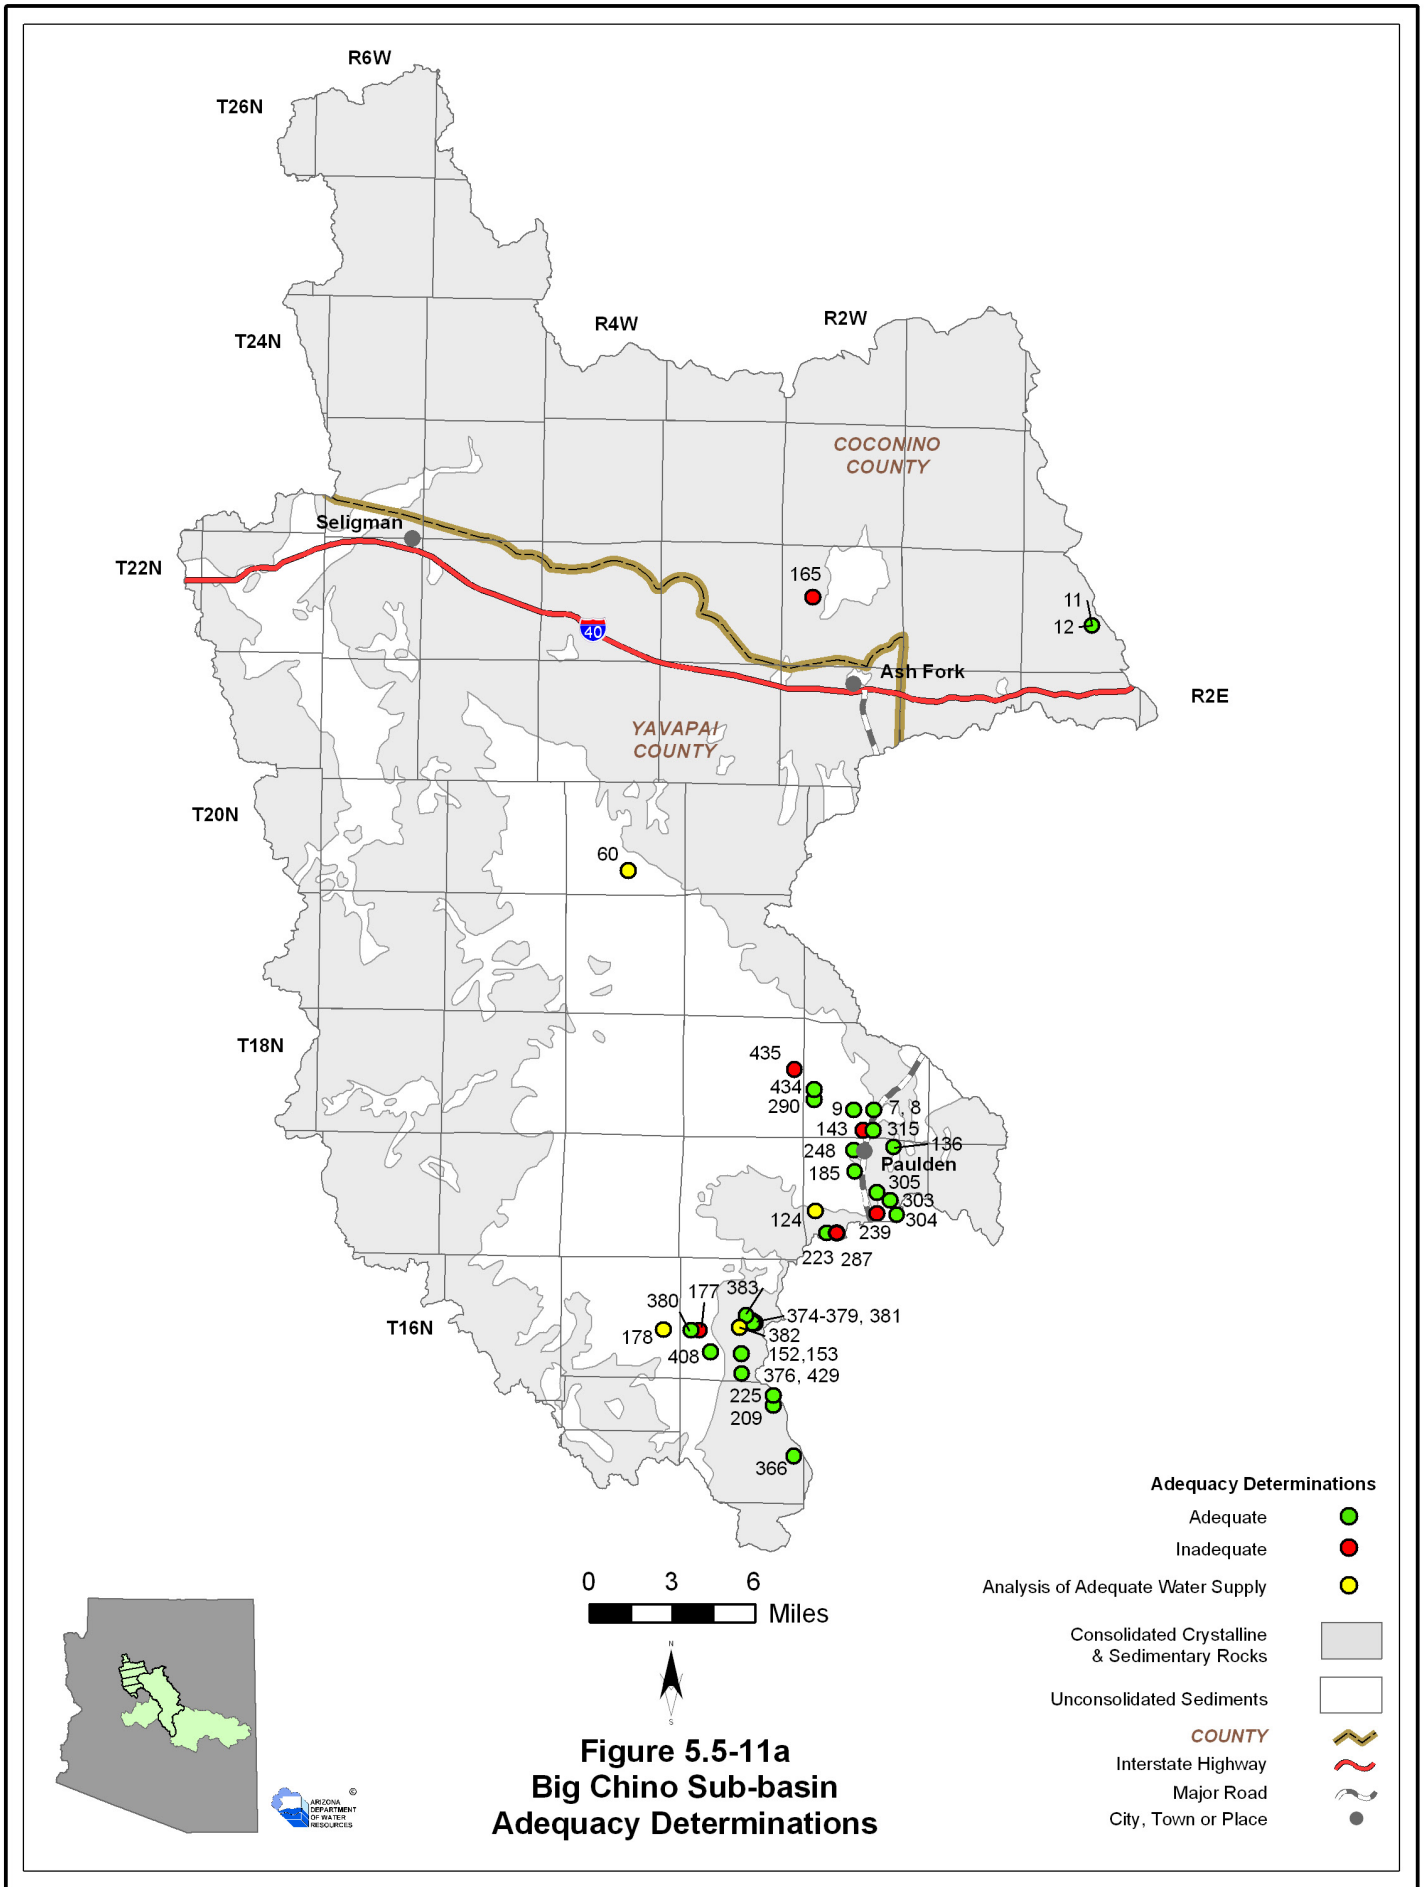 R6W
T26N
R4W
R2W
T24N
COCONINO
COUNTY
Seligman
T22N
165
11
12
40
Ash Fork
R2E
YAVAPAI
COUNTY
T20N
60
T18N
435
434
290
9
7, 8
143
315
136
248
Paulden
185
305
303
124
304
239
223
287
383
177
380
374-379, 381
T16N
178
382
408
152,153
376, 429
225
209
366
Adequacy Determinations
Adequate
Inadequate
Analysis of Adequate Water Supply
Consolidated Crystalline
& Sedimentary Rocks
Unconsolidated Sediments
COUNTY
Interstate Highway
Major Road
City, Town or Place
0 3 6
Miles
N
S
Figure 5.5-11a
Big Chino Sub-basin
Adequacy Determinations
©
ARIZONA
DEPARTMENT
OF WATER
RESOURCES